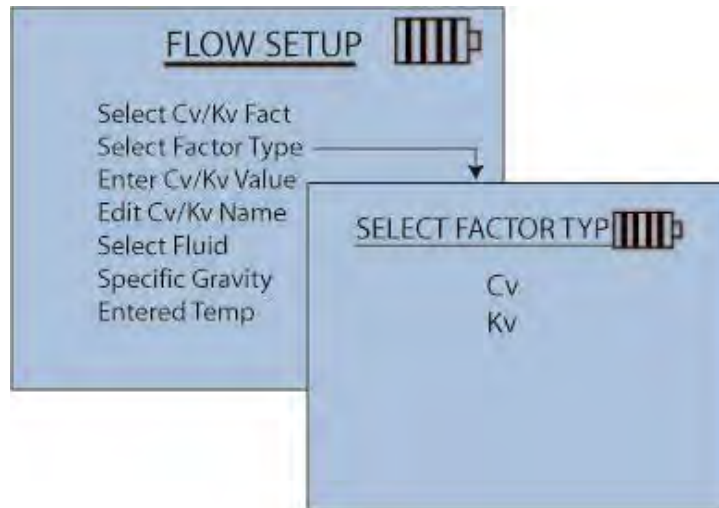 FLOW SETUP
Select Cv/Kv Fact
Select Factor Type
Enter Cv/Kv Value
Edit Cv/Kv Name
Select Fluid
Specific Gravity
Entered Temp
SELECT FACTOR TYP
Cv
Kv